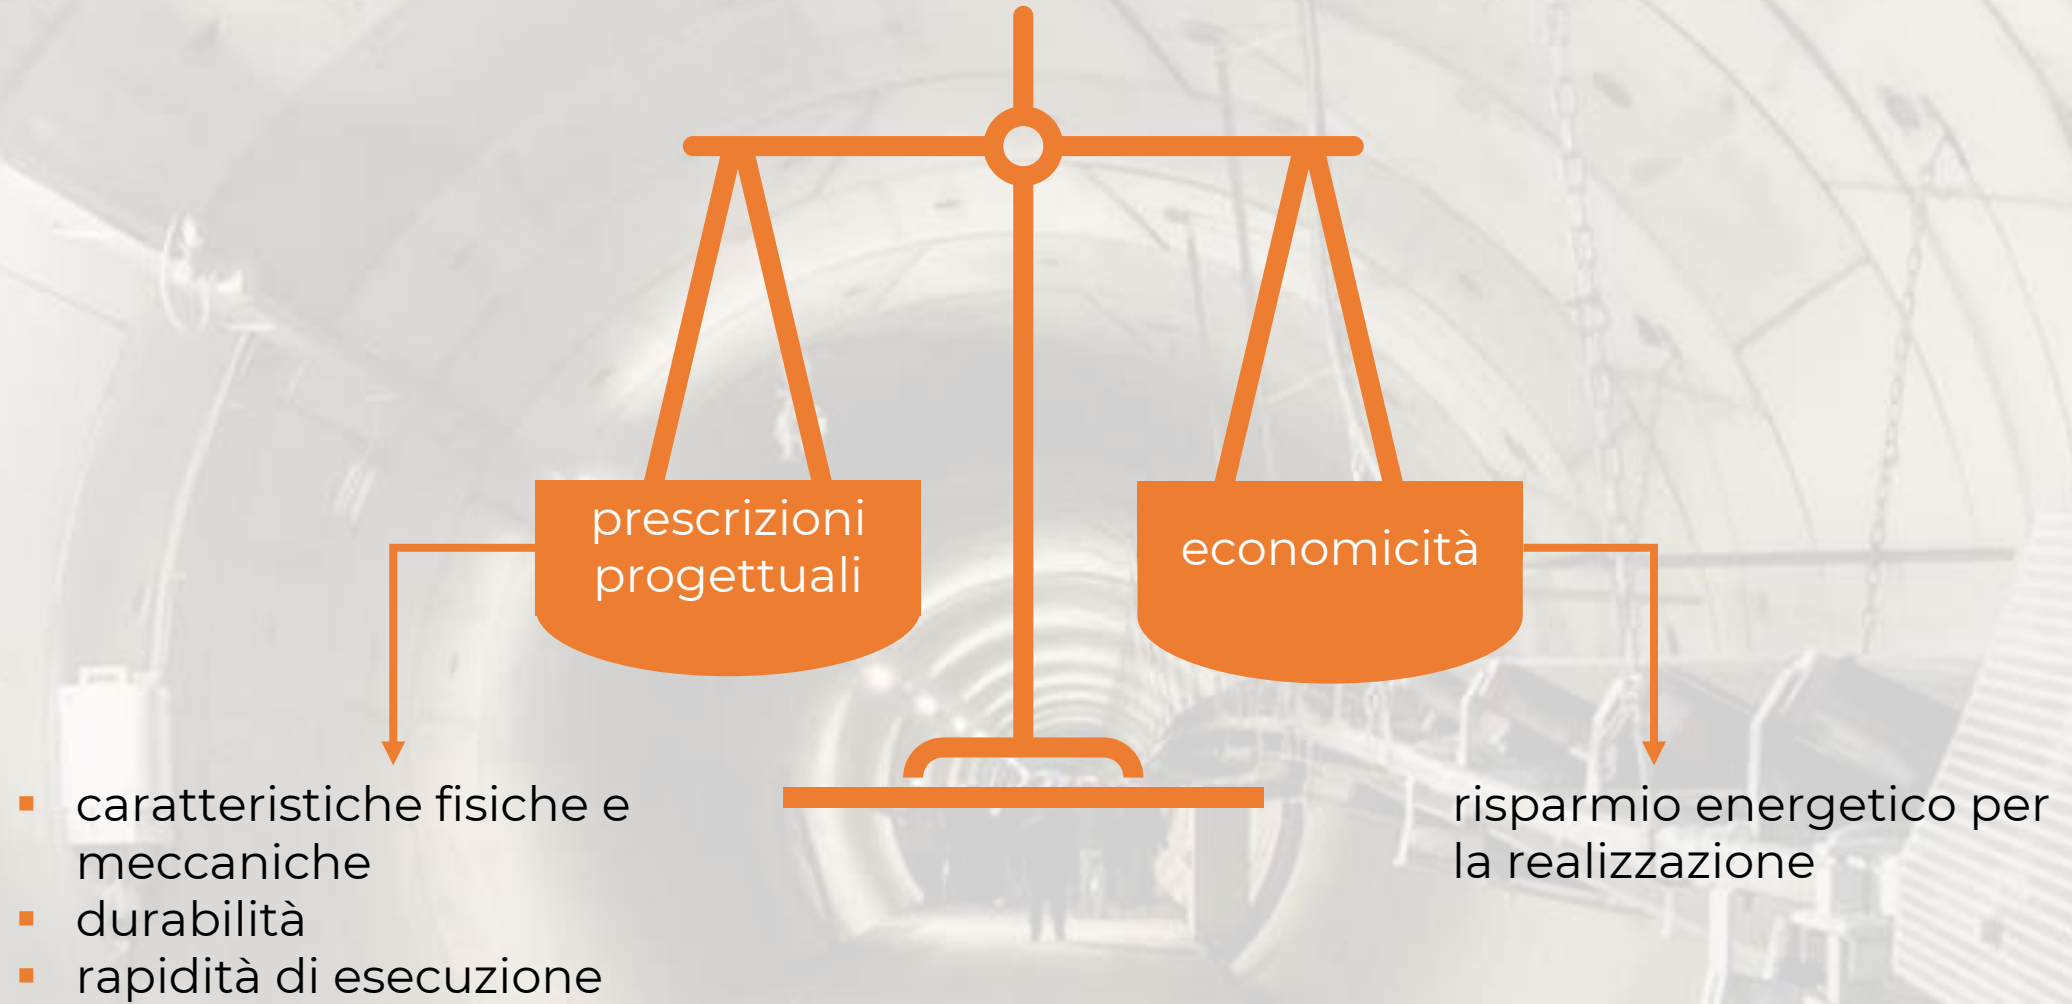 prescrizioni
progettuali
economicità
▪ caratteristiche fisiche e
meccaniche
▪ durabilità
▪ rapidità di esecuzione
risparmio energetico per
la realizzazione